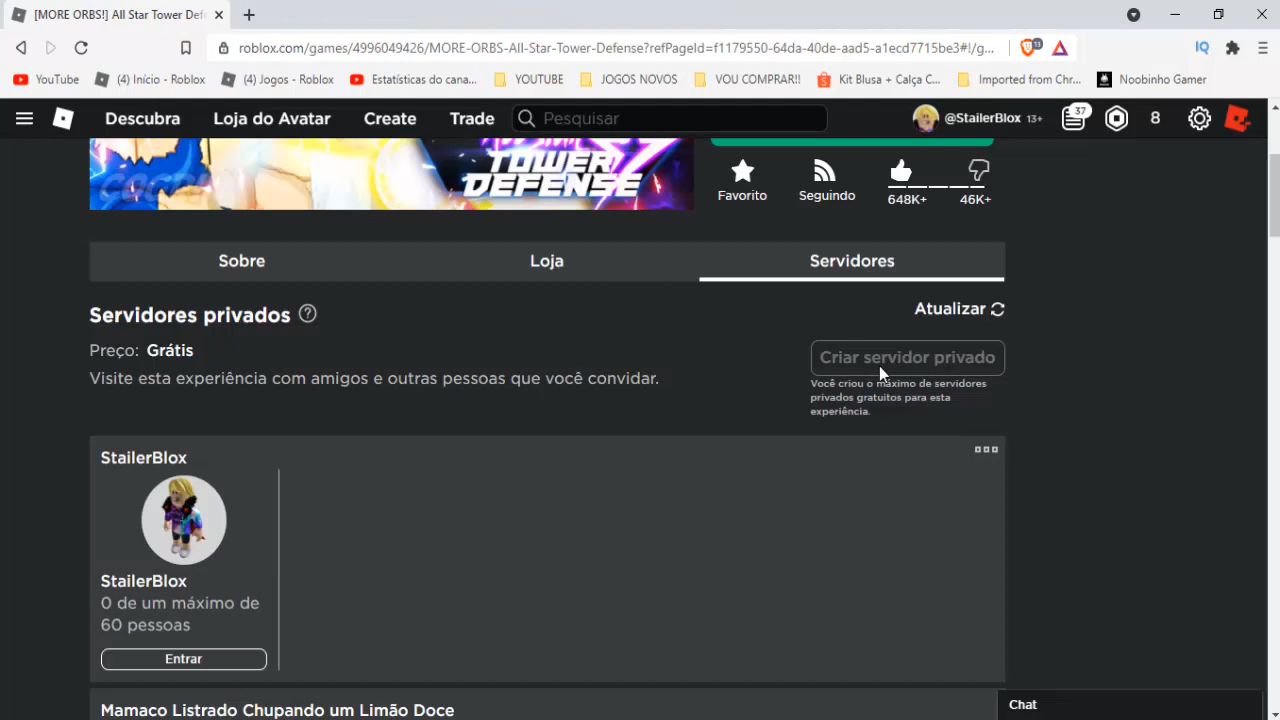 [MORE ORBS!] All Star Tower Defe
roblox.com/games/4996049426/MORE-ORBS-All-Star-Tower-Defense?refPageId=f1179550-64da-40de-aad5-a1ecd7715be3#!/g...
13
IQ
YouTube
(4) Início - Roblox
(4) Jogos - Roblox
Estatísticas do cana...
YOUTUBE
JOGOS NOVOS
VOU COMPRAR!!
Kit Blusa + Calça C...
Imported from Chr...
Noobinho Gamer
Descubra
Loja do Avatar
Create
Trade
Pesquisar
@StailerBlox 13+
37
8
TOWER
DEFENSE
Favorito
Seguindo
648K+
46K+
Sobre
Loja
Servidores
Servidores privados
Atualizar
Preço: Grátis
Criar servidor privado
Visite esta experiência com amigos e outras pessoas que você convidar.
Você criou o máximo de servidores
privados gratuitos para esta
experiência.
StailerBlox
StailerBlox
0 de um máximo de
60 pessoas
Entrar
Mamaco Listrado Chupando um Limão Doce
Chat